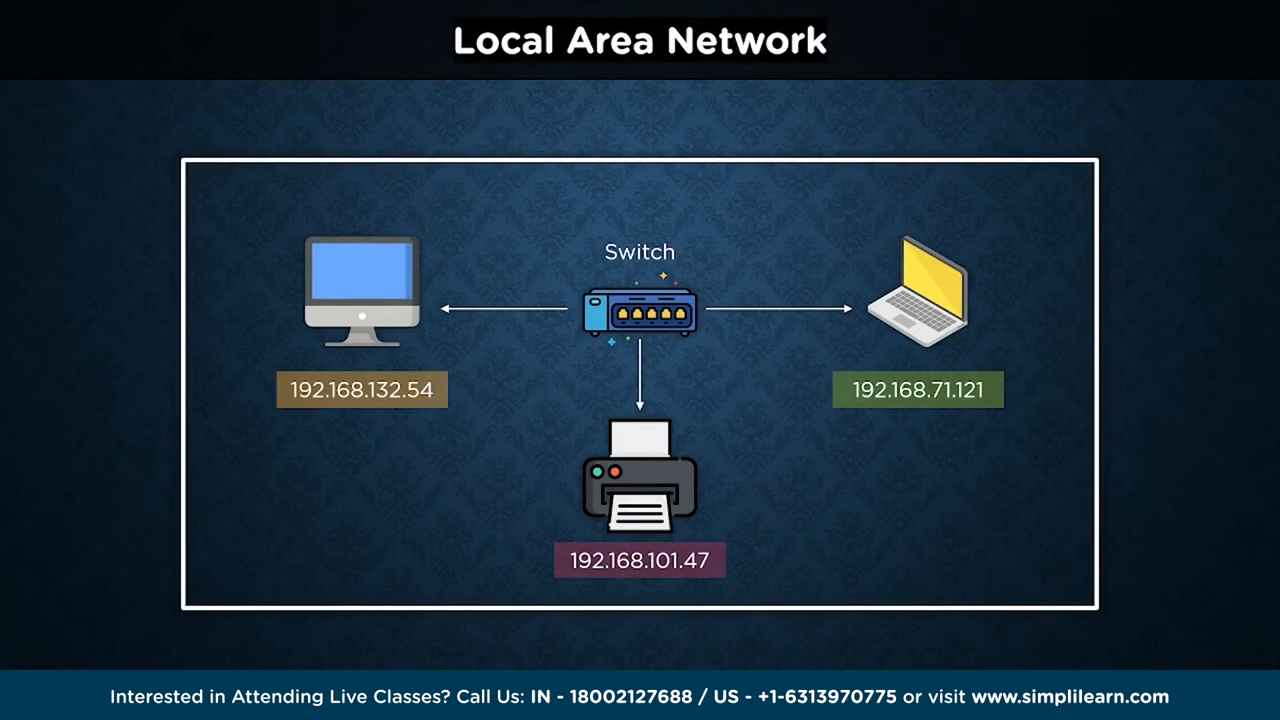 Local Area Network
Switch
192.168.132.54
192.168.71.121
192.168.101.47
Interested in Attending Live Classes? Call Us: IN - 18002127688 / US - +1-6313970775 or visit www.simplilearn.com